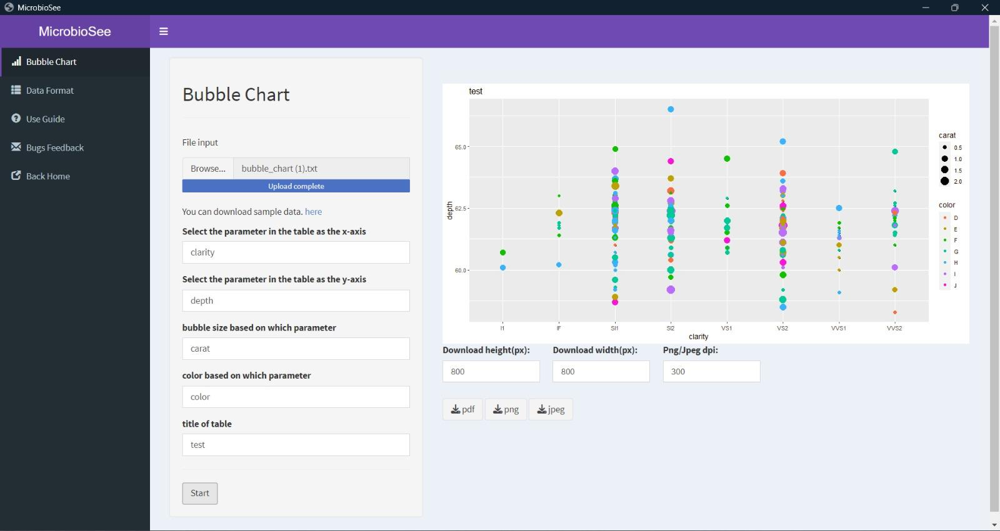 MicrobioSee
MicrobioSee
Bubble Chart
Data Format
Use Guide
Bugs Feedback
Back Home
Bubble Chart
File input
Browse... bubble_chart (1).txt
Upload complete
You can download sample data. here
Select the parameter in the table as the x-axis
clarity
Select the parameter in the table as the y-axis
depth
bubble size based on which parameter
carat
color based on which parameter
color
title of table
test
Start
test
65.0
62.5
60.0
depth
I1 IF SI1 SI2 VS1 VS2 VVS1 VVS2
clarity
carat
0.5
1.0
1.5
2.0
color
D
E
F
G
H
I
J
Download height(px): Download width(px): Png/Jpeg dpi:
800 800 300
pdf png jpeg